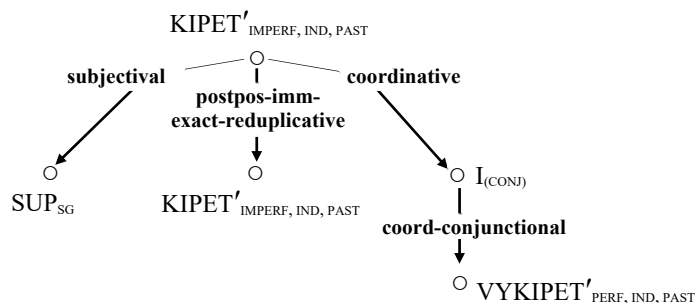 KIPET′IMPERF, IND, PAST
subjectival
coordinative
postpos-imm-
exact-reduplicative
SUPSG
KIPET′IMPERF, IND, PAST
I(CONJ)
coord-conjunctional
VYKIPET′PERF, IND, PAST